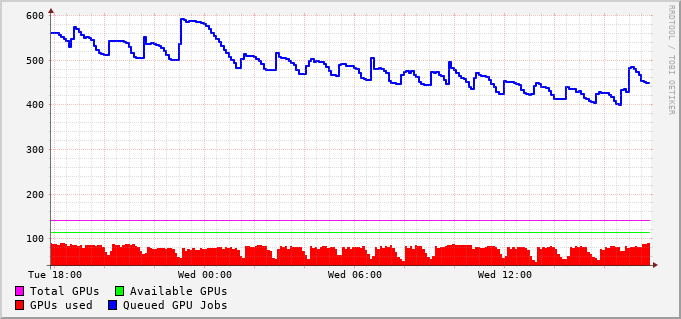 600
500
400
300
200
100
Tue 18:00 Wed 00:00 Wed 06:00 Wed 12:00
Total GPUs Available GPUs
GPUs used Queued GPU Jobs
RRDTOOL / TOBI OETIKER